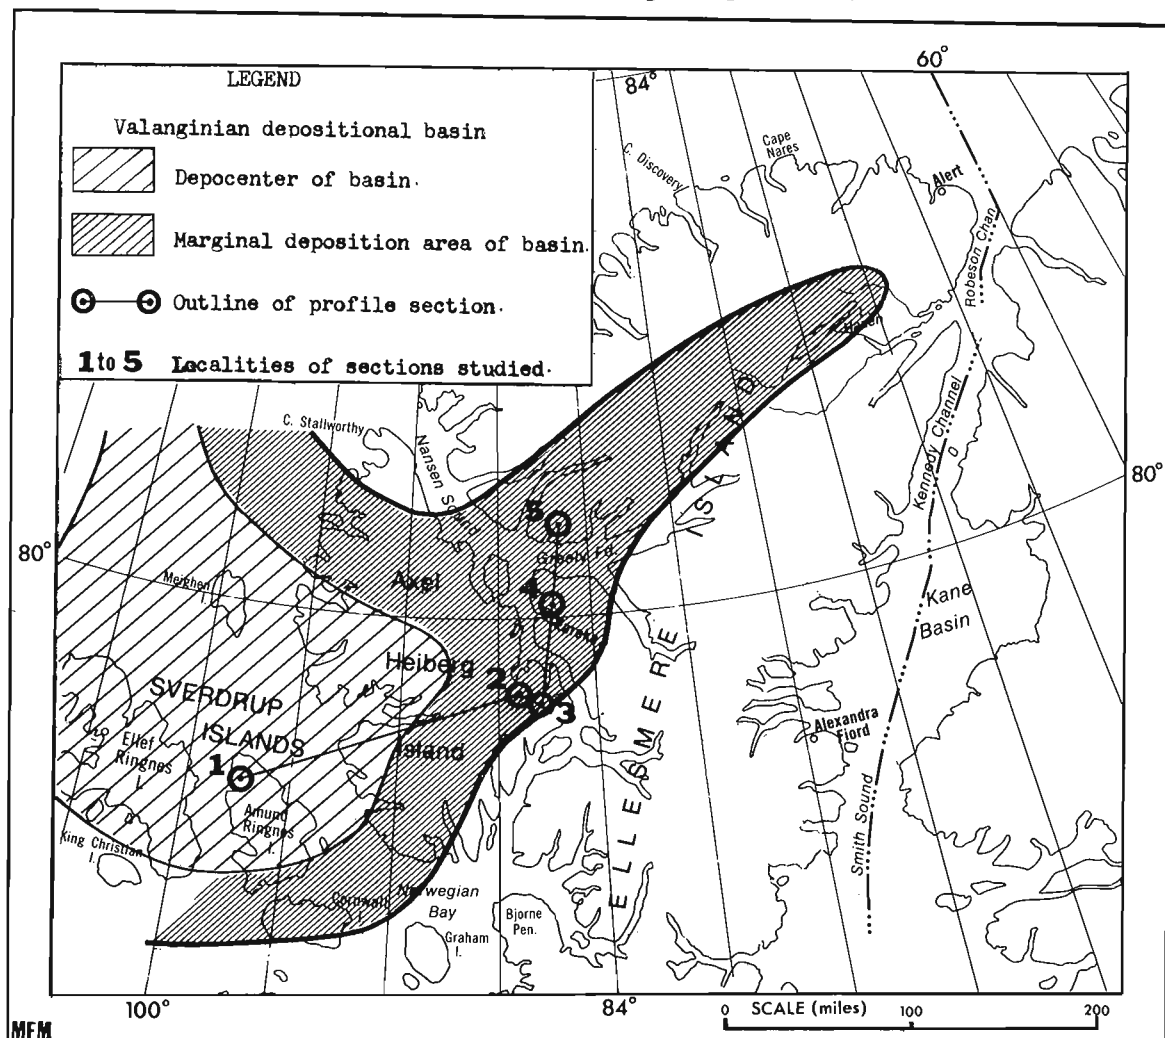 LEGEND
Valanginian depositional basin
Depocenter of basin.
Marginal deposition area of basin.
Outline of profile section.
1 to 5 Localities of sections studied.
60°
84°
Cape
Nares
C. Discovery
Alert
Robeson Chan
Hazen
C. Stallworthy
Nansen Sound
Kennedy Channel
80°
80°
5
Greely Fd.
Axel
4
Eureka
Meighen
I.
Kane
Basin
ELLESMERE ISLAND
Heiberg
2
3
SVERDRUP
ISLANDS
Island
Ellef
Ringnes
I.
1
Alexandra
Fiord
Amund
Ringnes
I.
King Christian
I.
Smith Sound
Cornwall
I.
Norwegian
Bay
Graham
I.
Bjorne
Pen.
100°
84°
SCALE (miles)
0 100 200
MFM